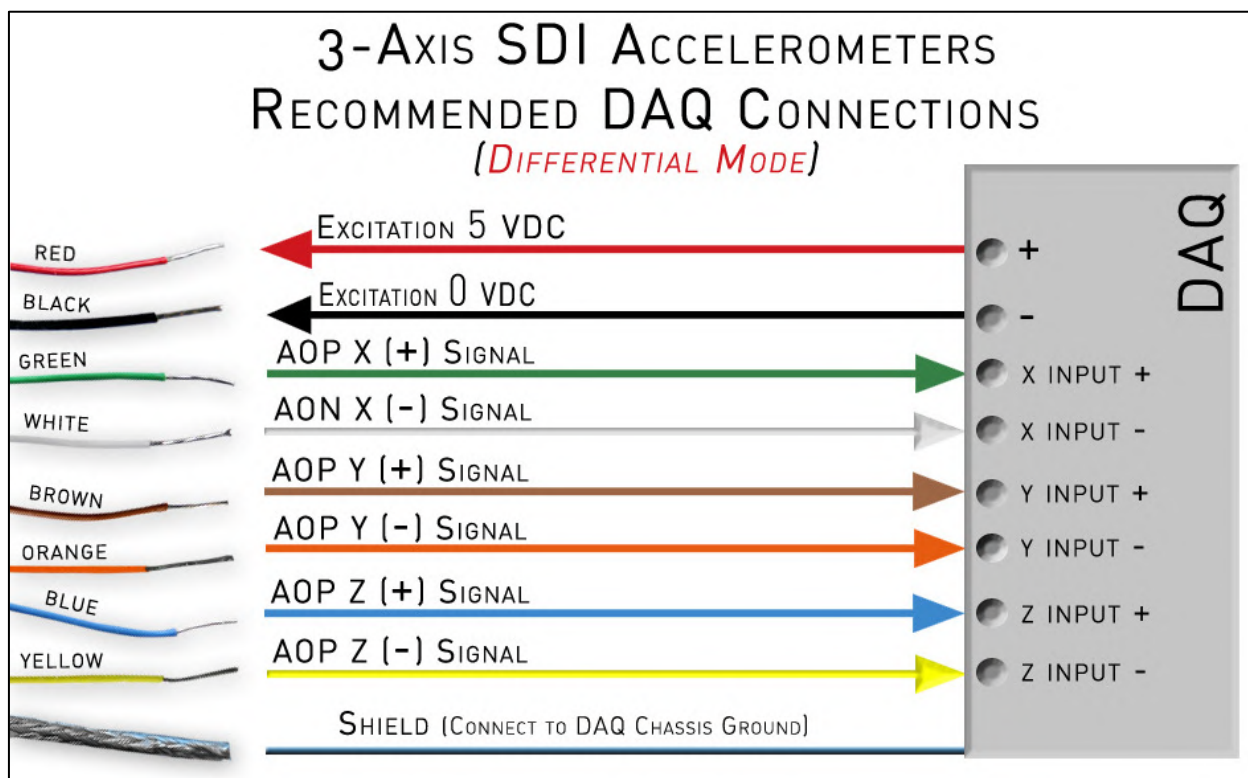 3-Axis SDI Accelerometers
Recommended DAQ Connections
(Differential Mode)
DAQ
RED
Excitation 5 VDC
+
BLACK
Excitation 0 VDC
-
GREEN
AOP X (+) Signal
X INPUT +
WHITE
AON X (-) Signal
X INPUT -
BROWN
AOP Y (+) Signal
Y INPUT +
ORANGE
AOP Y (-) Signal
Y INPUT -
BLUE
AOP Z (+) Signal
Z INPUT +
YELLOW
AOP Z (-) Signal
Z INPUT -
Shield (Connect to DAQ Chassis Ground)